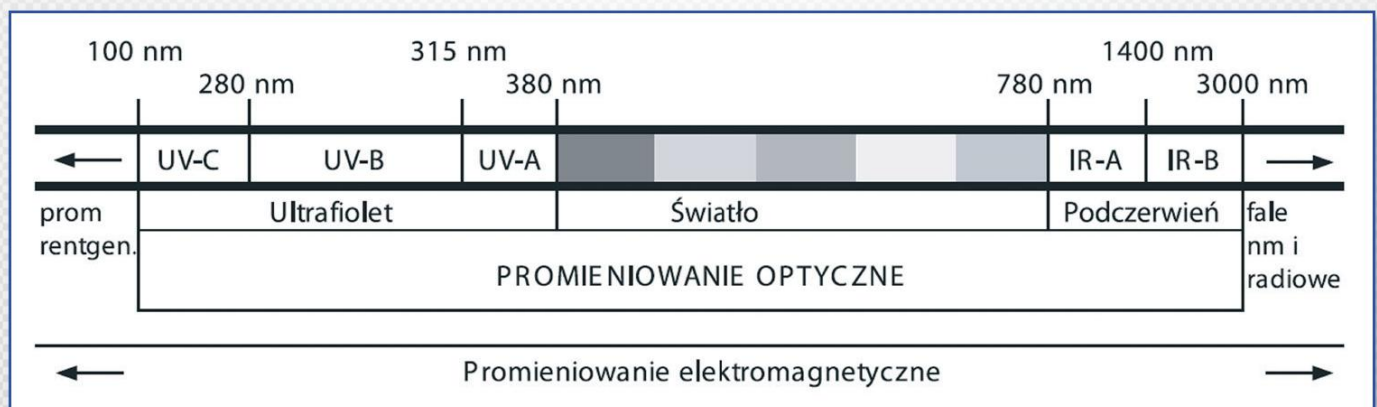 100 nm 315 nm 1400 nm
280 nm 380 nm 780 nm 3000 nm
UV-C UV-B UV-A IR-A IR-B
prom rentgen.
Ultrafiolet Światło Podczerwień
fale nm i radiowe
PROMIENIOWANIE OPTYCZNE
Promieniowanie elektromagnetyczne